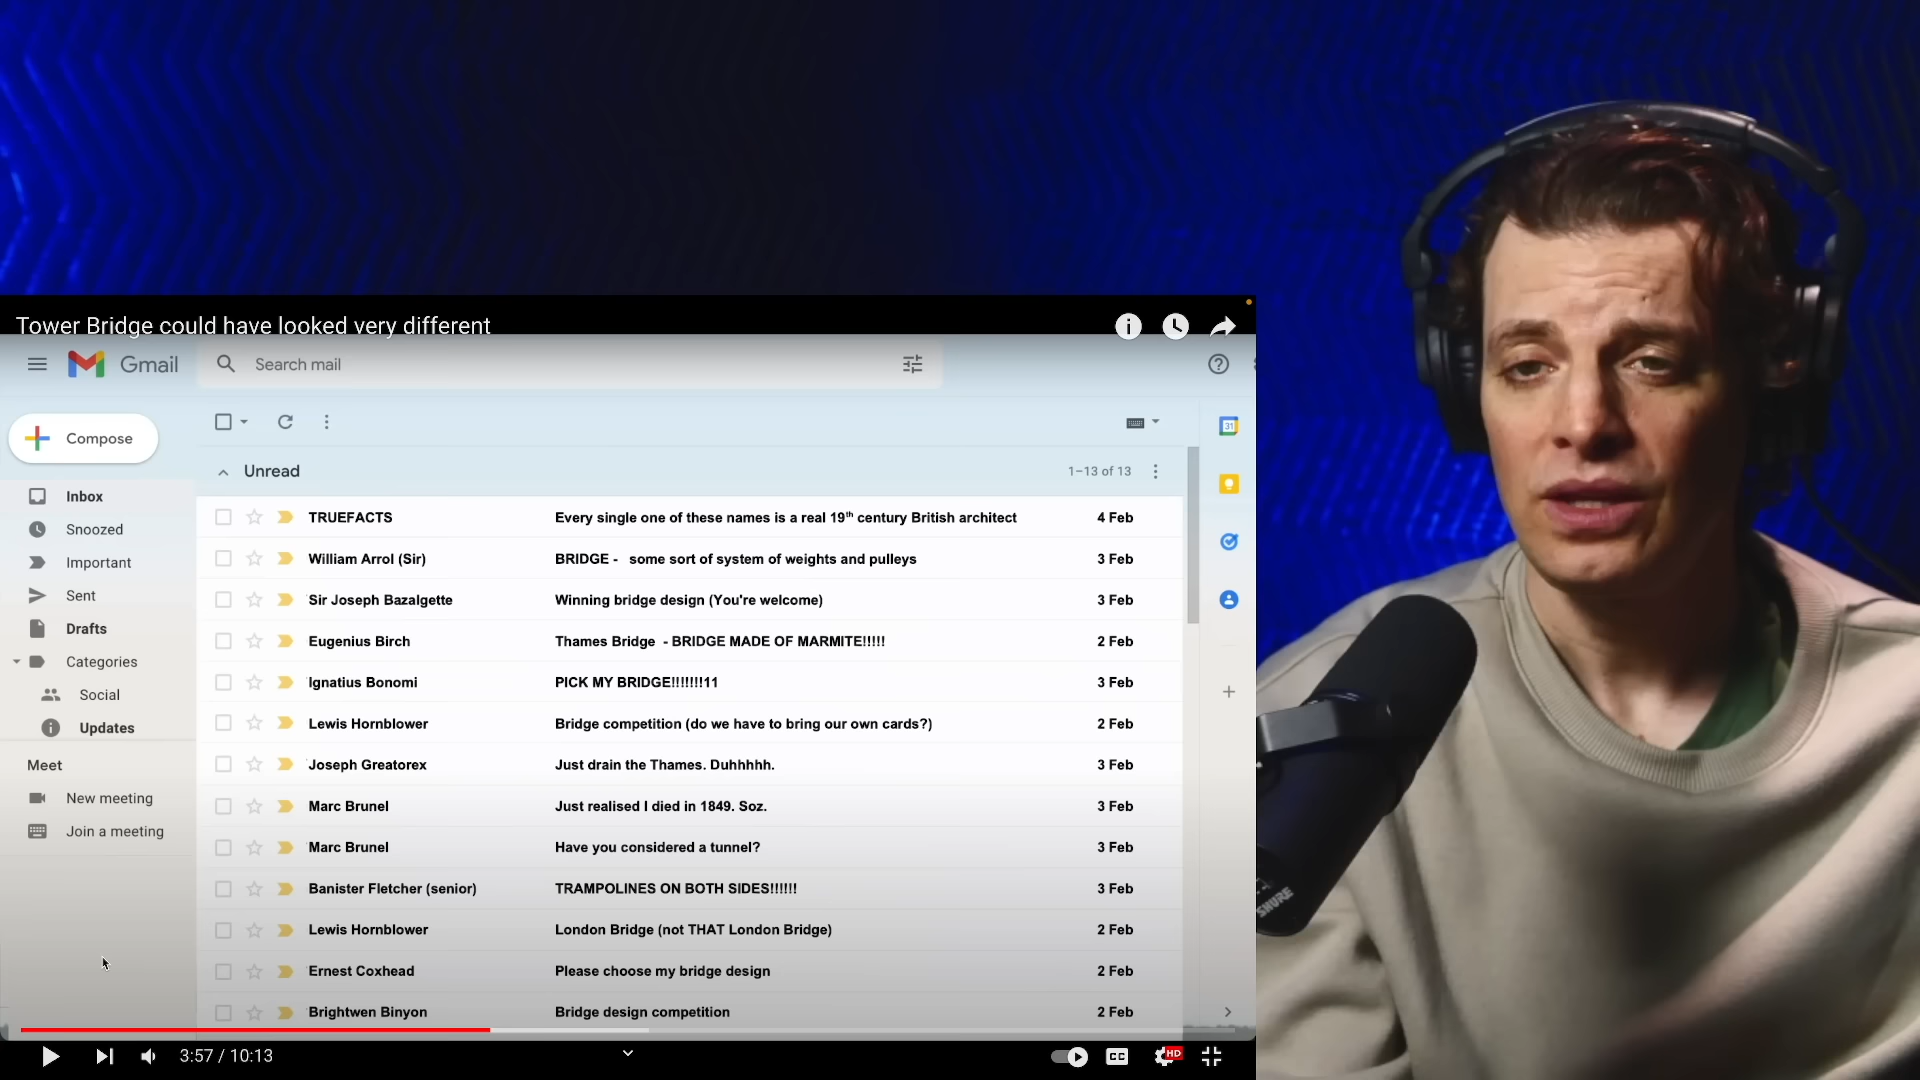 Tower Bridge could have looked very different
Gmail
Search mail
Compose
31
Unread
1–13 of 13
Inbox
Snoozed
Important
Sent
Drafts
Categories
Social
Updates
Meet
New meeting
Join a meeting
TRUEFACTS Every single one of these names is a real 19th century British architect 4 Feb
William Arrol (Sir) BRIDGE - some sort of system of weights and pulleys 3 Feb
Sir Joseph Bazalgette Winning bridge design (You're welcome) 3 Feb
Eugenius Birch Thames Bridge - BRIDGE MADE OF MARMITE!!!!! 2 Feb
Ignatius Bonomi PICK MY BRIDGE!!!!!!!11 3 Feb
Lewis Hornblower Bridge competition (do we have to bring our own cards?) 2 Feb
Joseph Greatorex Just drain the Thames. Duhhhhh. 3 Feb
Marc Brunel Just realised I died in 1849. Soz. 3 Feb
Marc Brunel Have you considered a tunnel? 3 Feb
Banister Fletcher (senior) TRAMPOLINES ON BOTH SIDES!!!!!! 3 Feb
Lewis Hornblower London Bridge (not THAT London Bridge) 2 Feb
Ernest Coxhead Please choose my bridge design 2 Feb
Brightwen Binyon Bridge design competition 2 Feb
3:57 / 10:13
CC
HD
SHURE